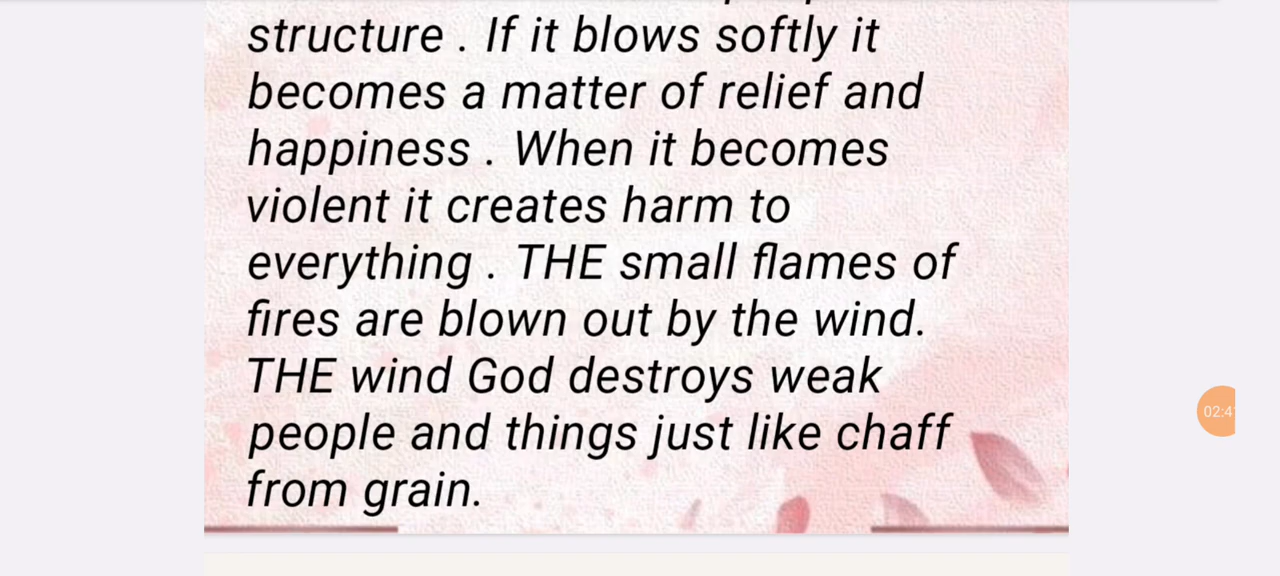 structure . If it blows softly it
becomes a matter of relief and
happiness . When it becomes
violent it creates harm to
everything . THE small flames of
fires are blown out by the wind.
THE wind God destroys weak
people and things just like chaff
from grain.
02:4